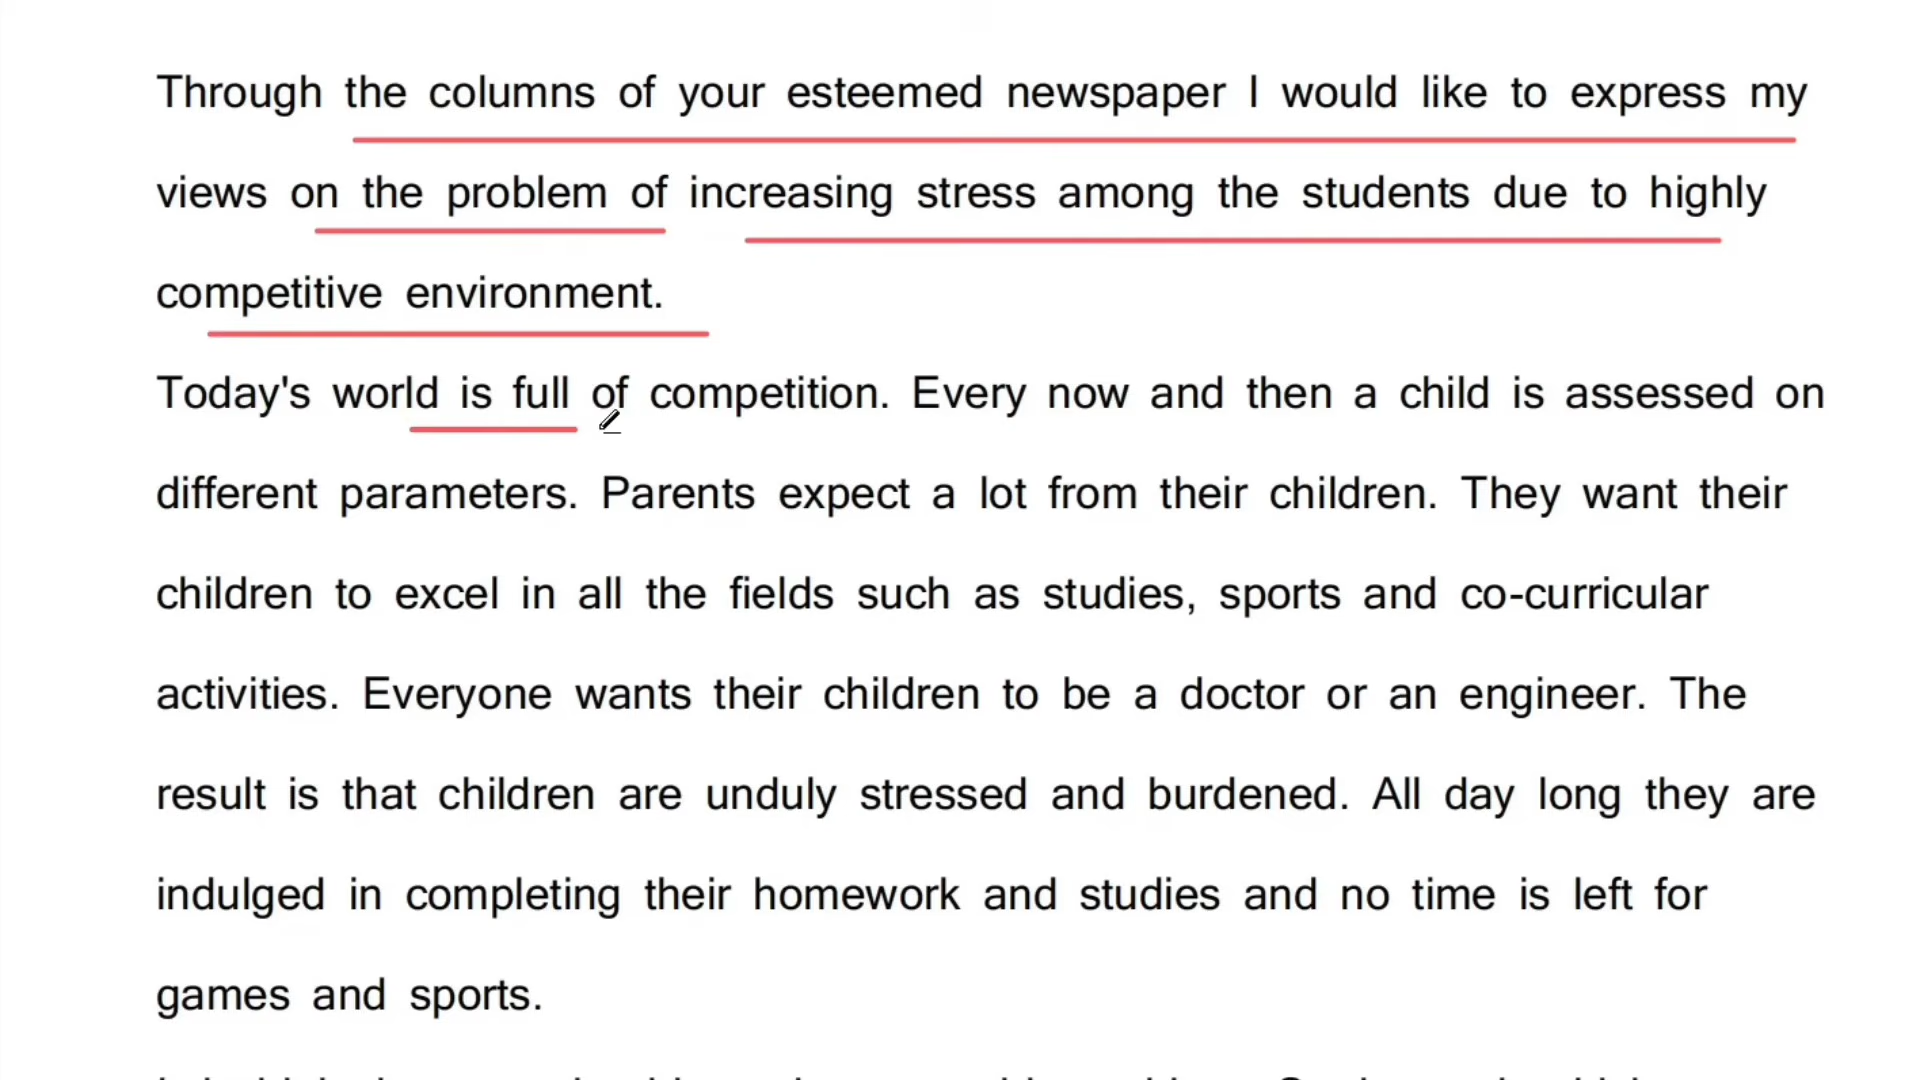 Through the columns of your esteemed newspaper I would like to express my
views on the problem of increasing stress among the students due to highly
competitive environment.
Today's world is full of competition. Every now and then a child is assessed on
different parameters. Parents expect a lot from their children. They want their
children to excel in all the fields such as studies, sports and co-curricular
activities. Everyone wants their children to be a doctor or an engineer. The
result is that children are unduly stressed and burdened. All day long they are
indulged in completing their homework and studies and no time is left for
games and sports.